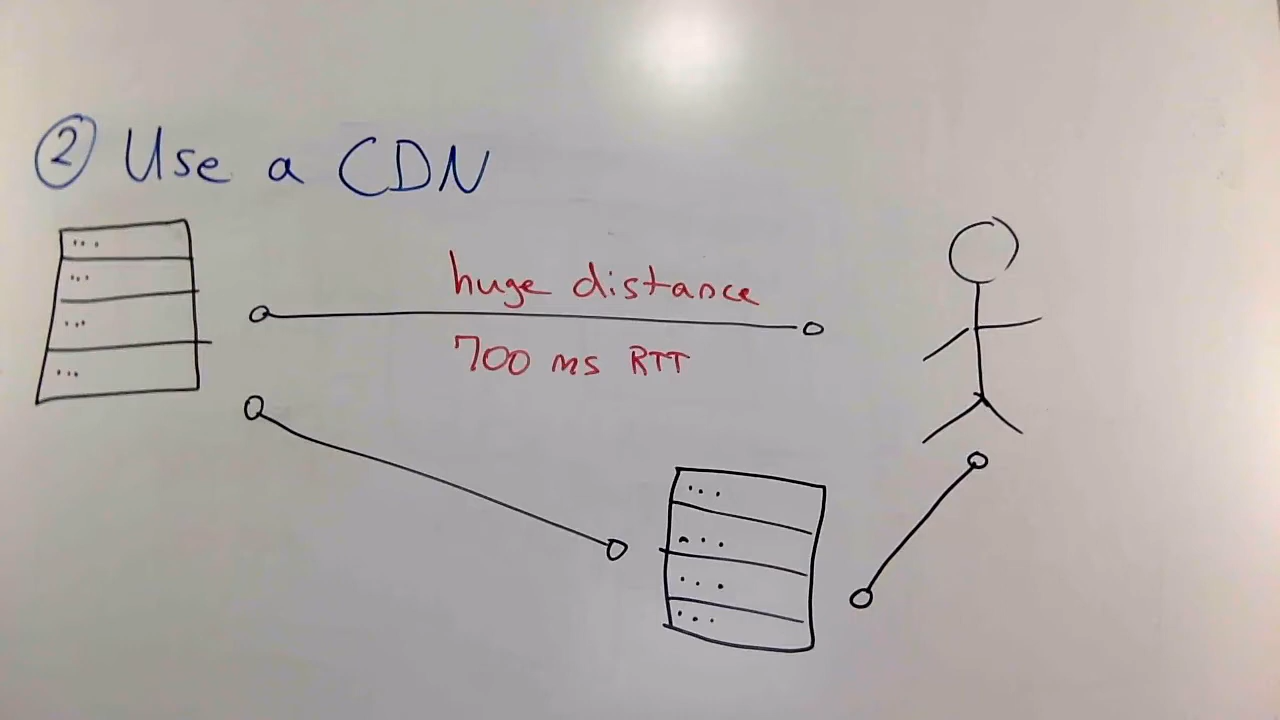 ② Use a CDN
huge distance
700 ms RTT